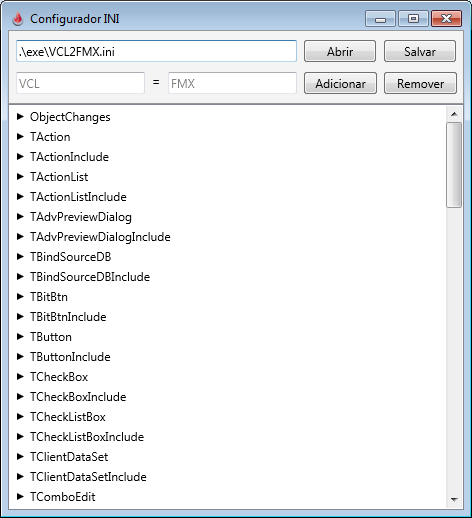 Configurador INI
.\exe\VCL2FMX.ini Abrir Salvar
VCL = FMX Adicionar Remover
ObjectChanges
TAction
TActionInclude
TActionList
TActionListInclude
TAdvPreviewDialog
TAdvPreviewDialogInclude
TBindSourceDB
TBindSourceDBInclude
TBitBtn
TBitBtnInclude
TButton
TButtonInclude
TCheckBox
TCheckBoxInclude
TCheckListBox
TCheckListBoxInclude
TClientDataSet
TClientDataSetInclude
TComboEdit